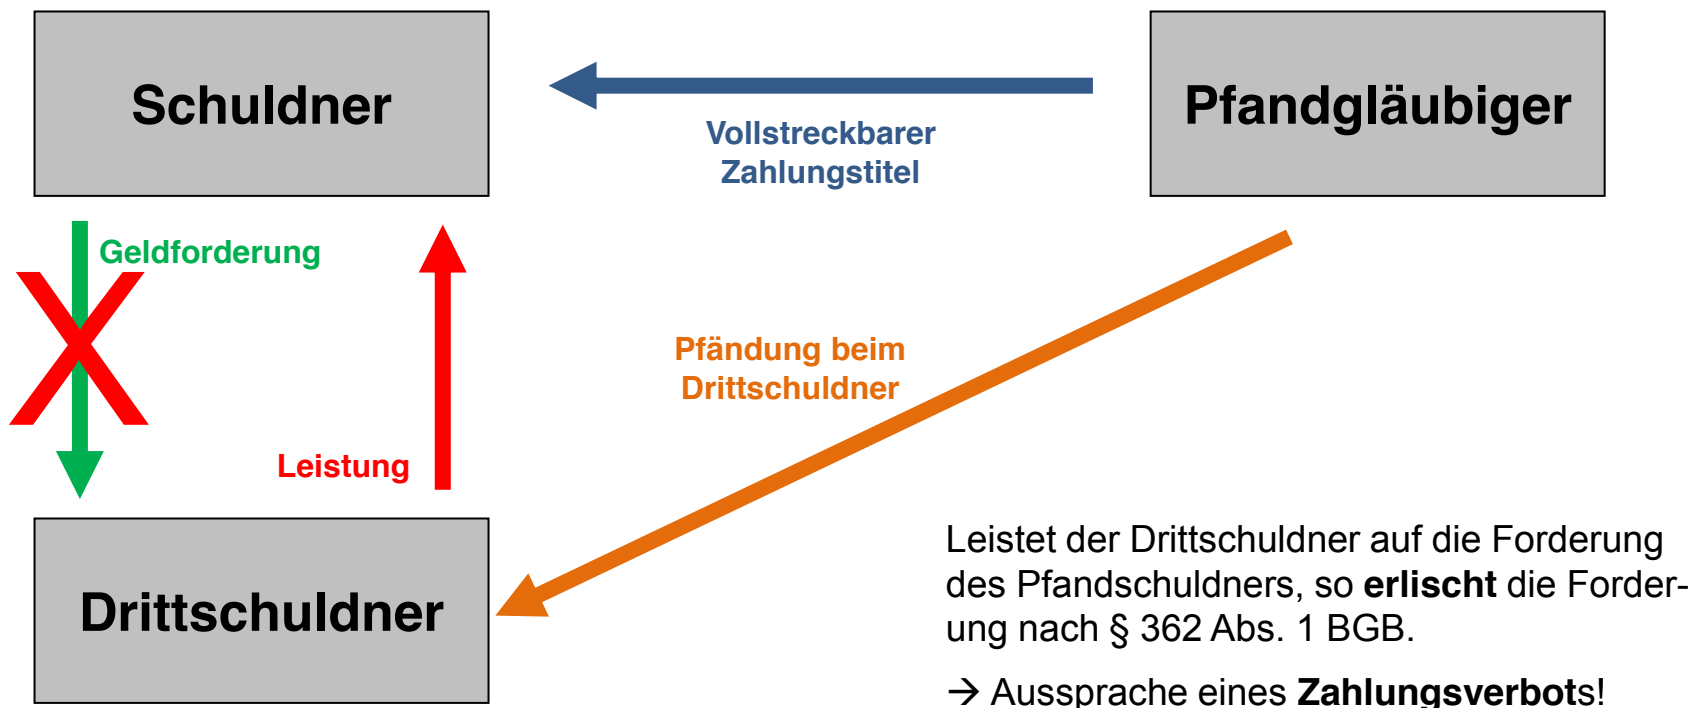 Schuldner
Pfandgläubiger
Vollstreckbarer
Zahlungstitel
Geldforderung
X
Pfändung beim
Drittschuldner
Leistung
Drittschuldner
Leistet der Drittschuldner auf die Forderung
des Pfandschuldners, so erlischt die Forder-
ung nach § 362 Abs. 1 BGB.
→ Aussprache eines Zahlungsverbots!